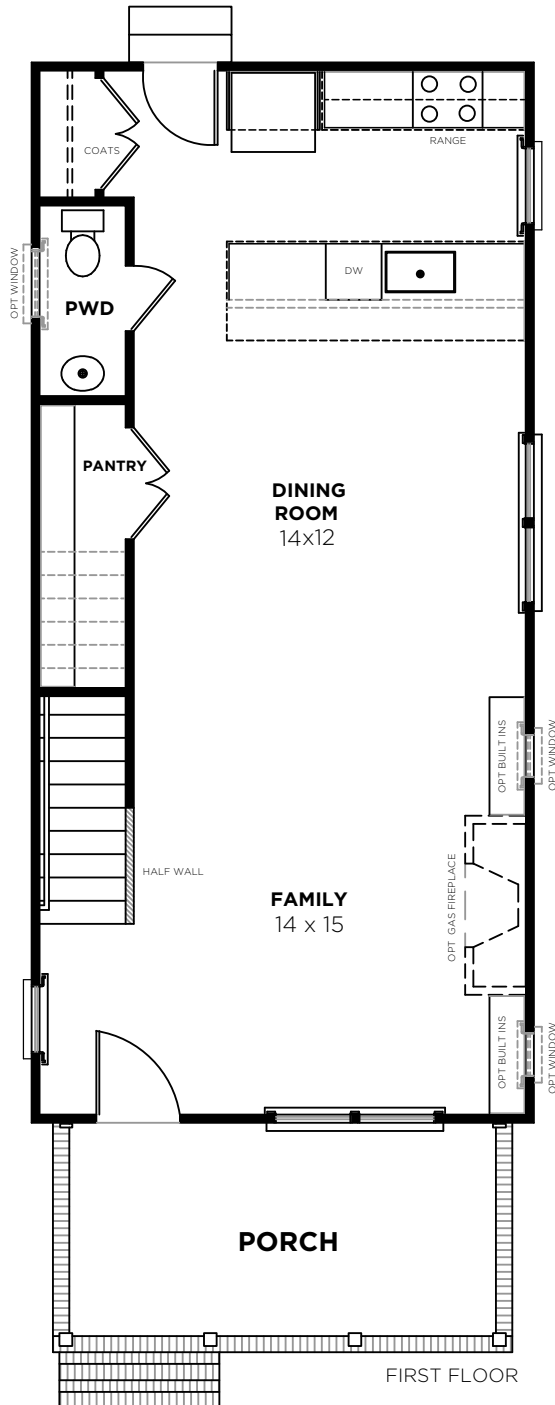 COATS
RANGE
OPT WINDOW
PWD
DW
PANTRY
DINING
ROOM
14x12
OPT BUILT INS
OPT WINDOW
HALF WALL
FAMILY
14 x 15
OPT GAS FIREPLACE
OPT BUILT INS
OPT WINDOW
PORCH
FIRST FLOOR